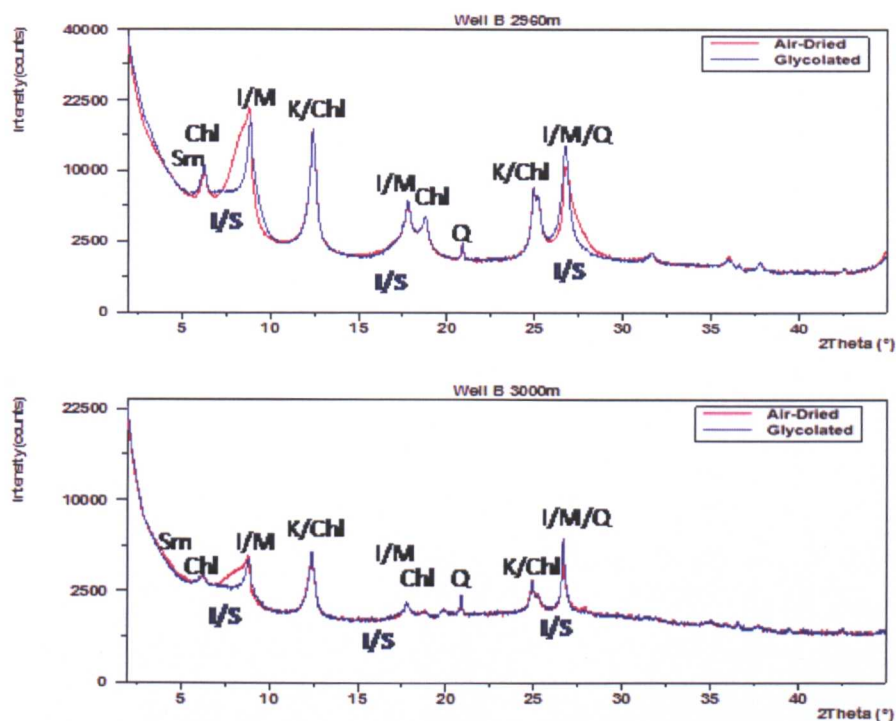 Well B 2960m
Intensity (counts)
40000
22500
10000
2500
0
Air-Dried
Glycolated
Sm
Chl
I/S
I/M
K/Chl
I/M
Chl
I/S
Q
K/Chl
I/M/Q
I/S
5
10
15
20
25
30
35
40
2Theta (°)
Well B 3000m
Intensity (counts)
22500
10000
2500
0
Air-Dried
Glycolated
Sm
Chl
I/S
I/M
K/Chl
I/M
Chl
I/S
Q
K/Chl
I/M/Q
I/S
5
10
15
20
25
30
35
40
2Theta (°)